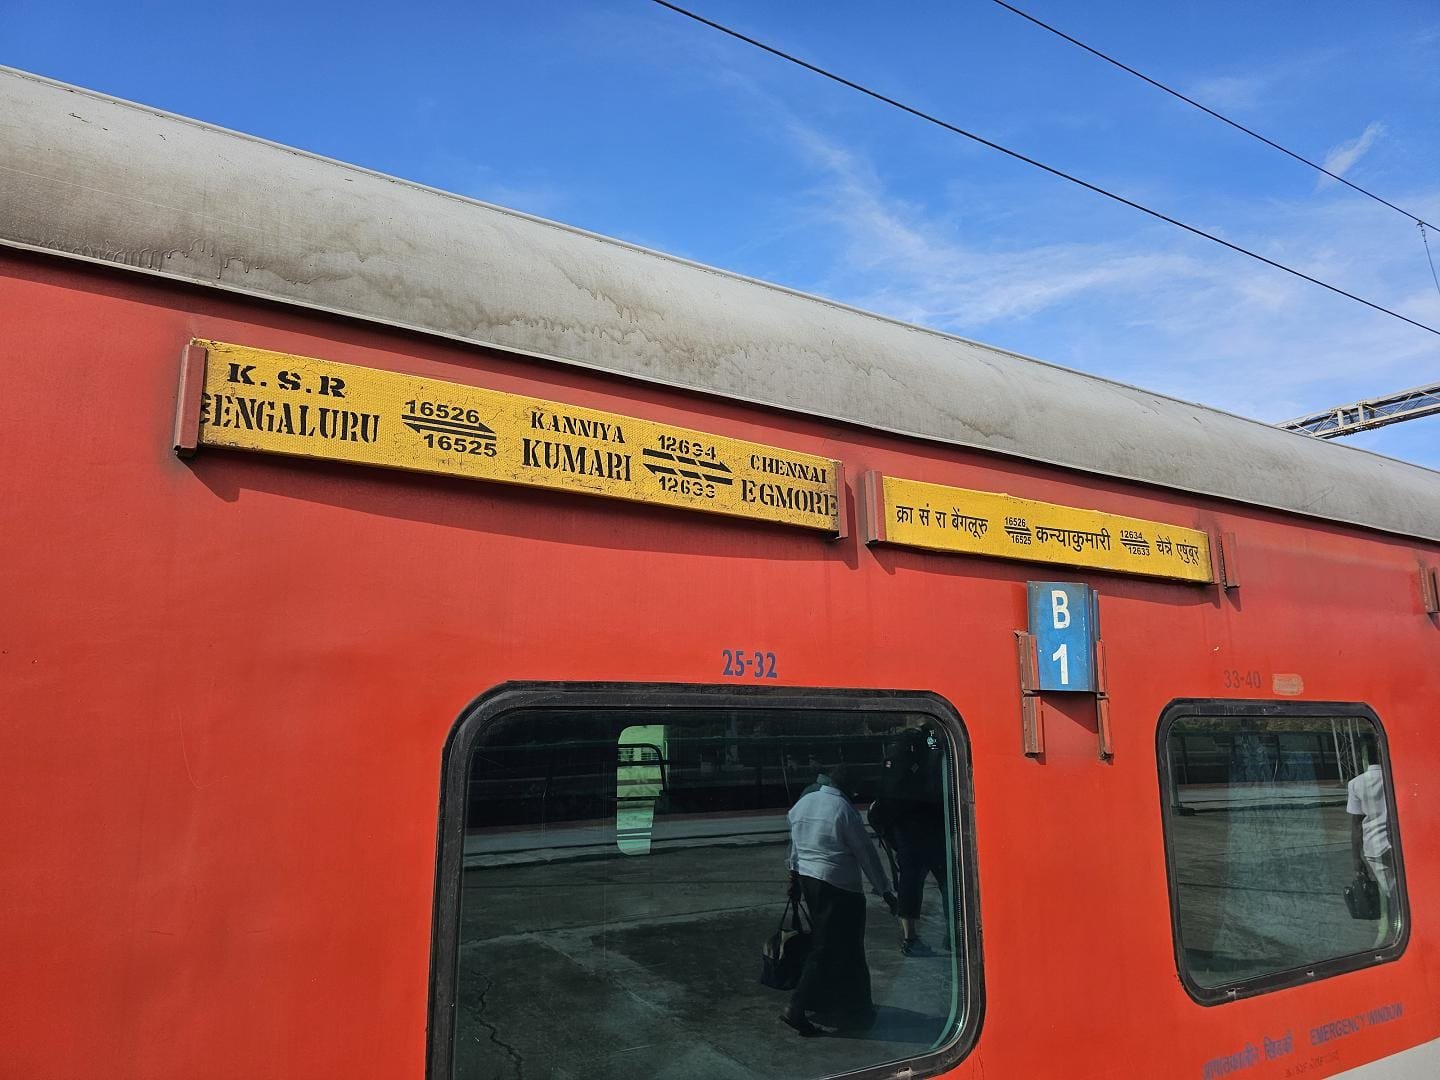 K.S.R
BENGALURU
16526
16525
KANNIYA
KUMARI
12634
12633
CHENNAI
EGMORE
क्रा सं रा बेंगलूरु
16526
16525
कन्याकुमारी
12634
12633
चेन्नै एषुंबूर
B
1
25-32
33-40
EMERGENCY WINDOW